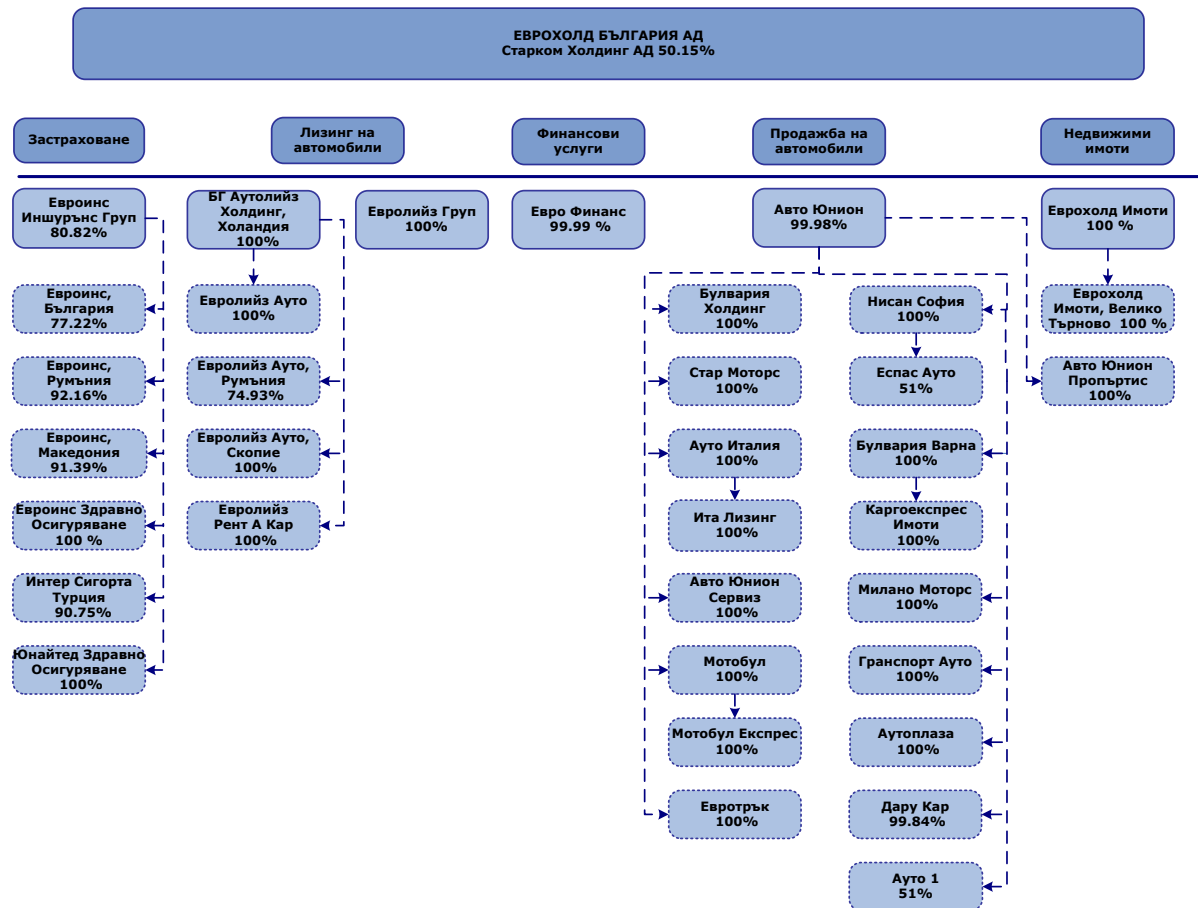 ЕВРОХОЛД БЪЛГАРИЯ АД
Старком Холдинг АД 50.15%
Застраховане
Лизинг на
автомобили
Финансови
услуги
Продажба на
автомобили
Недвижими
имоти
Евроинс
Иншурънс Груп
80.82%
БГ Аутолийз
Холдинг,
Холандия
100%
Евролийз Груп
100%
Евро Финанс
99.99 %
Авто Юнион
99.98%
Еврохолд Имоти
100 %
Евроинс,
България
77.22%
Евролийз Ауто
100%
Булвария
Холдинг
100%
Нисан София
100%
Еврохолд
Имоти, Велико
Търново 100 %
Евроинс,
Румъния
92.16%
Евролийз Ауто,
Румъния
74.93%
Стар Моторс
100%
Еспас Ауто
51%
Авто Юнион
Пропъртис
100%
Евроинс,
Македония
91.39%
Евролийз Ауто,
Скопие
100%
Ауто Италия
100%
Булвария Варна
100%
Евроинс Здравно
Осигуряване
100 %
Евролийз
Рент А Кар
100%
Ита Лизинг
100%
Каргоекспрес
Имоти
100%
Интер Сигорта
Турция
90.75%
Авто Юнион
Сервиз
100%
Милано Моторс
100%
Юнайтед Здравно
Осигуряване
100%
Мотобул
100%
Гранспорт Ауто
100%
Мотобул Експрес
100%
Аутоплаза
100%
Евротрък
100%
Дару Кар
99.84%
Ауто 1
51%